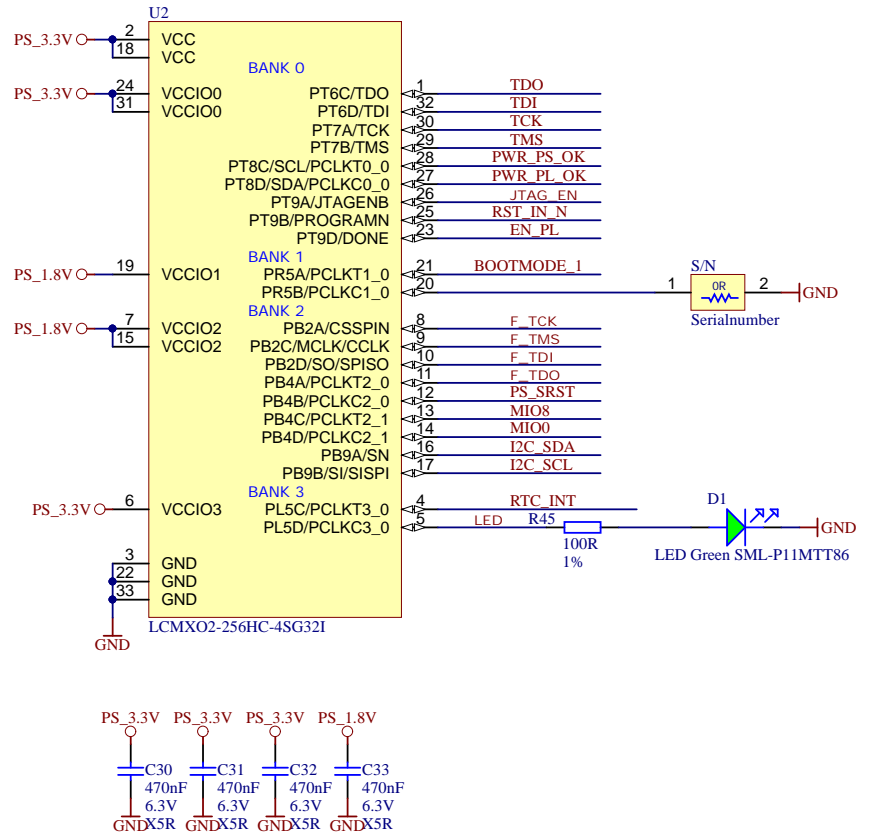 U2
PS_3.3V 2 VCC
18 VCC
BANK 0
PS_3.3V 24 VCCIO0
31 VCCIO0
PT6C/TDO 1 TDO
PT6D/TDI 32 TDI
PT7A/TCK 30 TCK
PT7B/TMS 29 TMS
PT8C/SCL/PCLKT0_0 28 PWR_PS_OK
PT8D/SDA/PCLKC0_0 27 PWR_PL_OK
PT9A/JTAGENB 26 JTAG_EN
PT9B/PROGRAMN 25 RST_IN_N
PT9D/DONE 23 EN_PL
BANK 1
PS_1.8V 19 VCCIO1
PR5A/PCLKT1_0 21 BOOTMODE_1
PR5B/PCLKC1_0 20
S/N
1 0R 2 GND
Serialnumber
BANK 2
PS_1.8V 7 VCCIO2
15 VCCIO2
PB2A/CSSPIN 8 F_TCK
PB2C/MCLK/CCLK 9 F_TMS
PB2D/SO/SPISO 10 F_TDI
PB4A/PCLKT2_0 11 F_TDO
PB4B/PCLKC2_0 12 PS_SRST
PB4C/PCLKT2_1 13 MIO8
PB4D/PCLKC2_1 14 MIO0
PB9A/SN 16 I2C_SDA
PB9B/SI/SISPI 17 I2C_SCL
BANK 3
PS_3.3V 6 VCCIO3
PL5C/PCLKT3_0 4 RTC_INT
PL5D/PCLKC3_0 5 LED R45
100R
1%
D1
GND
LED Green SML-P11MTT86
3 GND
22 GND
33 GND
GND
LCMXO2-256HC-4SG32I
PS_3.3V PS_3.3V PS_3.3V PS_1.8V
C30 C31 C32 C33
470nF 470nF 470nF 470nF
6.3V 6.3V 6.3V 6.3V
GND X5R GND X5R GND X5R GND X5R